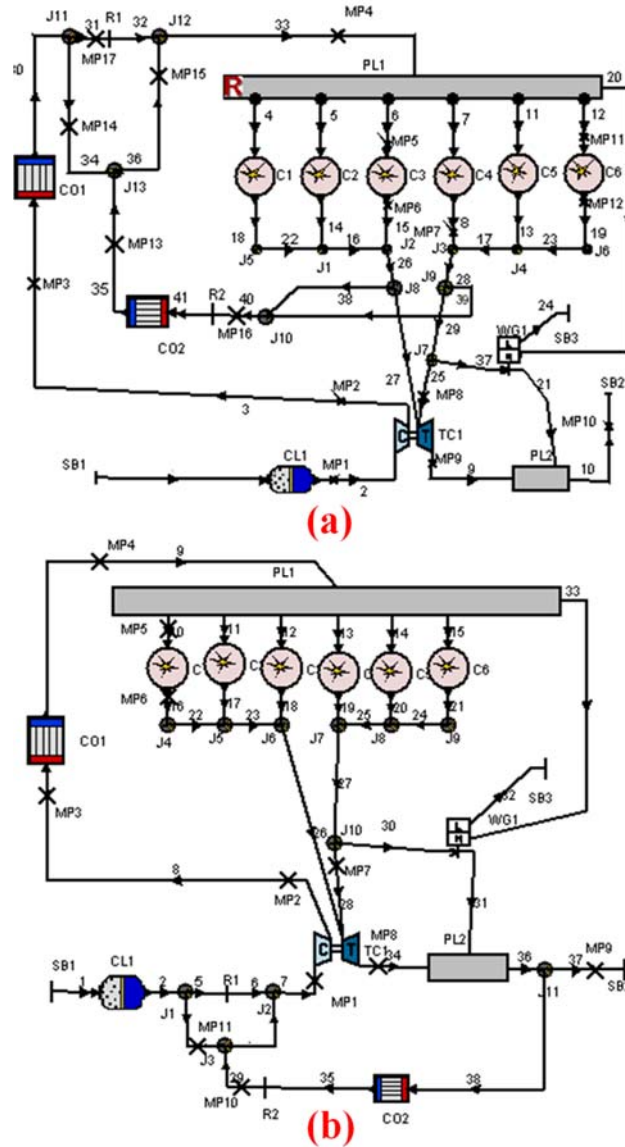 J11 31 R1 32 J12 33 MP4
MP17
MP15
PL1 20
R
MP14
4 5 6 7 11 12
MP5 MP11
34 36
J13
CO1
C1 C2 C3 C4 C5 C6
MP6 MP7 8 MP12
MP13
18 14 15 13 19
22 16 J2 J3 17 23
J5 J1 J4 J6
26
MP3
35
41 R2 40 38 J8 J9 28
39
24
MP16 J10
CO2
29
WG1
SB3
J7 37
27 25 21 SB2
MP2 MP8
3
MP10
C T TC1
CL1
SB1 MP1 MP9 PL2
2 9 10
(a)
MP4 9
PL1 33
MP5 10 11 12 13 14 15
C6
MP6 16 17 18 19 20 21
22 23 25 24
CO1
J4 J5 J6 J7 J8 J9
MP3
27
32 SB3
WG1
26 J10 30
8
MP2 MP7
28 31
MP8
PL2
C T TC1 34
CL1
SB1 1 2 5 R1 6 7 MP1
36 37 MP9
J1 J2 J11
MP11
J3
MP10 39 35 38
R2 CO2
(b)